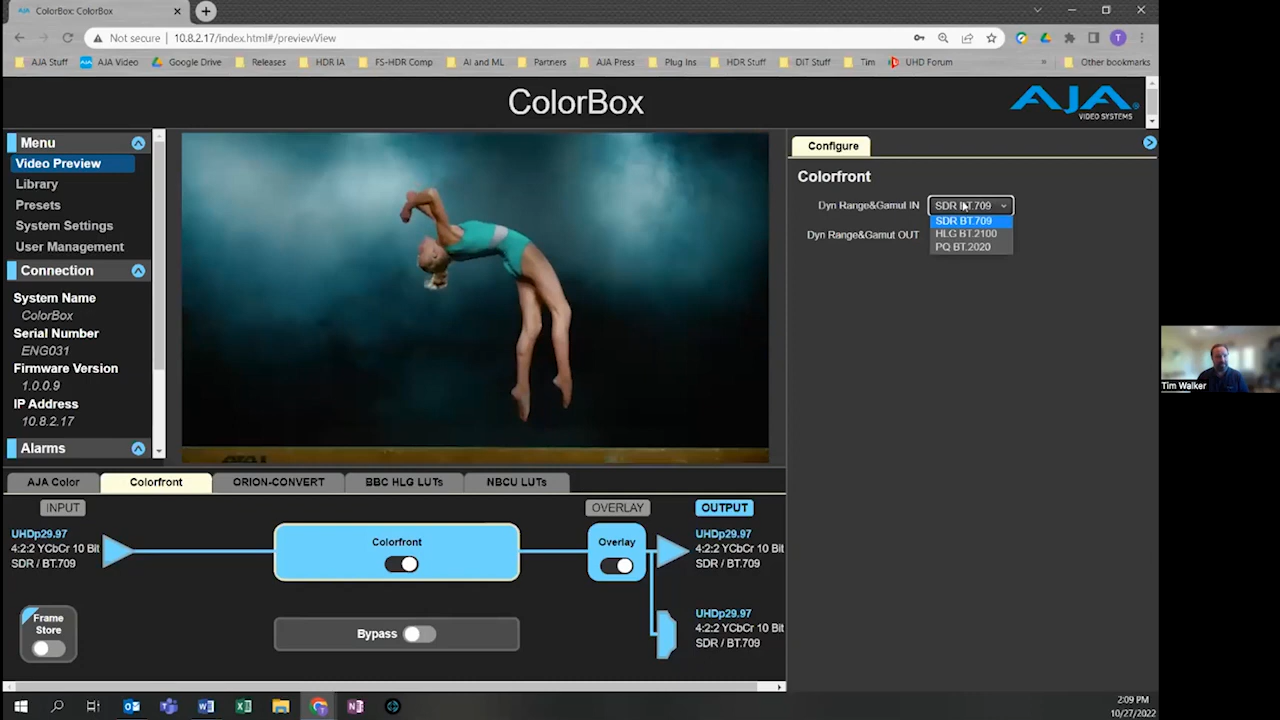 AJA ColorBox: ColorBox
Not secure | 10.8.2.17/index.html#/previewView
T
AJA Stuff
AJA Video
Google Drive
Releases
HDR IA
FS-HDR Comp
AI and ML
Partners
AJA Press
Plug Ins
HDR Stuff
DIT Stuff
Tim
UHD Forum
»
Other bookmarks
ColorBox
AJA
VIDEO SYSTEMS
Menu
Video Preview
Library
Presets
System Settings
User Management
Connection
System Name
ColorBox
Serial Number
ENG031
Firmware Version
1.0.0.9
IP Address
10.8.2.17
Alarms
AJA
Configure
Colorfront
Dyn Range&Gamut IN
SDR BT.709
SDR BT.709
HLG BT.2100
PQ BT.2020
Dyn Range&Gamut OUT
Tim Walker
AJA Color
Colorfront
ORION-CONVERT
BBC HLG LUTs
NBCU LUTs
INPUT
OVERLAY
OUTPUT
UHDp29.97
4:2:2 YCbCr 10 Bit
SDR / BT.709
Colorfront
Overlay
UHDp29.97
4:2:2 YCbCr 10 Bit
SDR / BT.709
Frame
Store
Bypass
UHDp29.97
4:2:2 YCbCr 10 Bit
SDR / BT.709
2:09 PM
10/27/2022